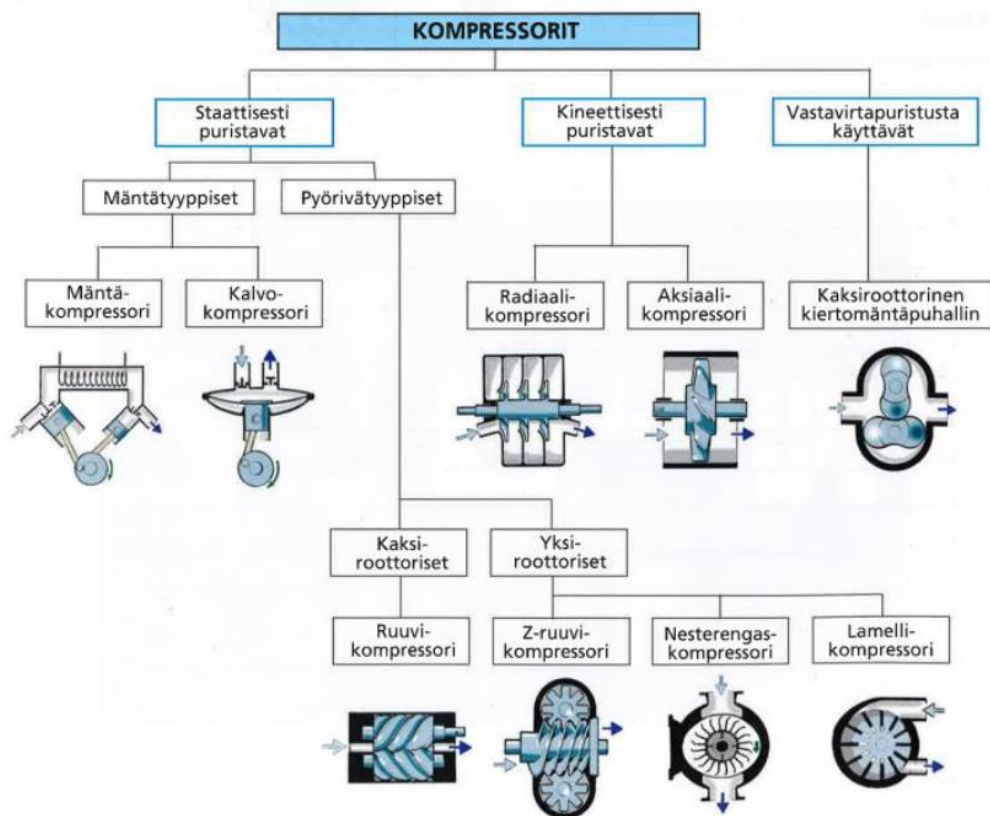 KOMPRESSORIT
Staattisesti
puristavat
Kineettisesti
puristavat
Vastavirtapuristusta
käyttävät
Mäntätyyppiset
Pyörivätyyppiset
Mäntä-
kompressori
Kalvo-
kompressori
Radiaali-
kompressori
Aksiaali-
kompressori
Kaksiroottorinen
kiertomäntäpuhallin
Kaksi-
roottoriset
Yksi-
roottoriset
Ruuvi-
kompressori
Z-ruuvi-
kompressori
Nesterengas-
kompressori
Lamelli-
kompressori